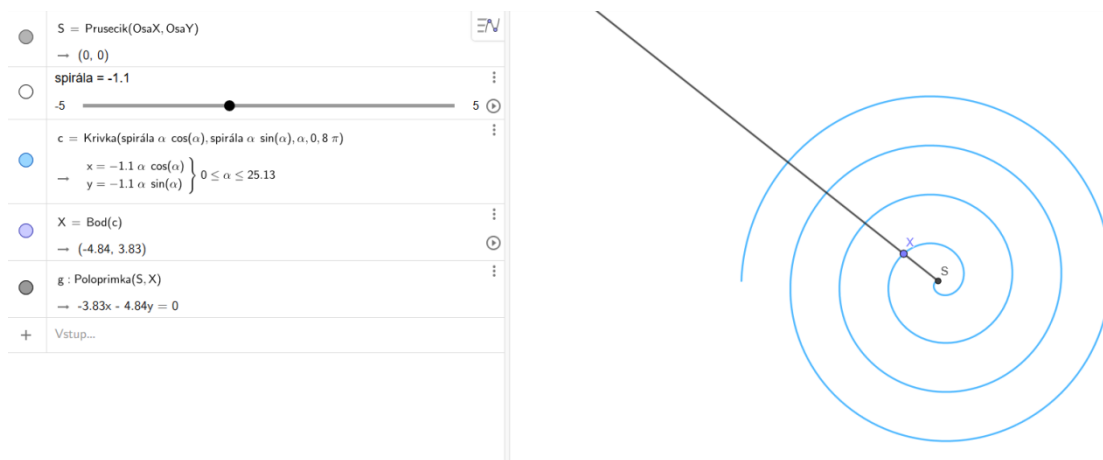 S = Prusecik(OsaX, OsaY)
→ (0, 0)
spirála = -1.1
-5 5
c = Krivka(spirála α cos(α), spirála α sin(α), α, 0, 8 π)
x = −1.1 α cos(α)
→ } 0 ≤ α ≤ 25.13
y = −1.1 α sin(α)
X = Bod(c)
→ (-4.84, 3.83)
g : Poloprimka(S, X)
→ -3.83x - 4.84y = 0
+ Vstup...
X
S